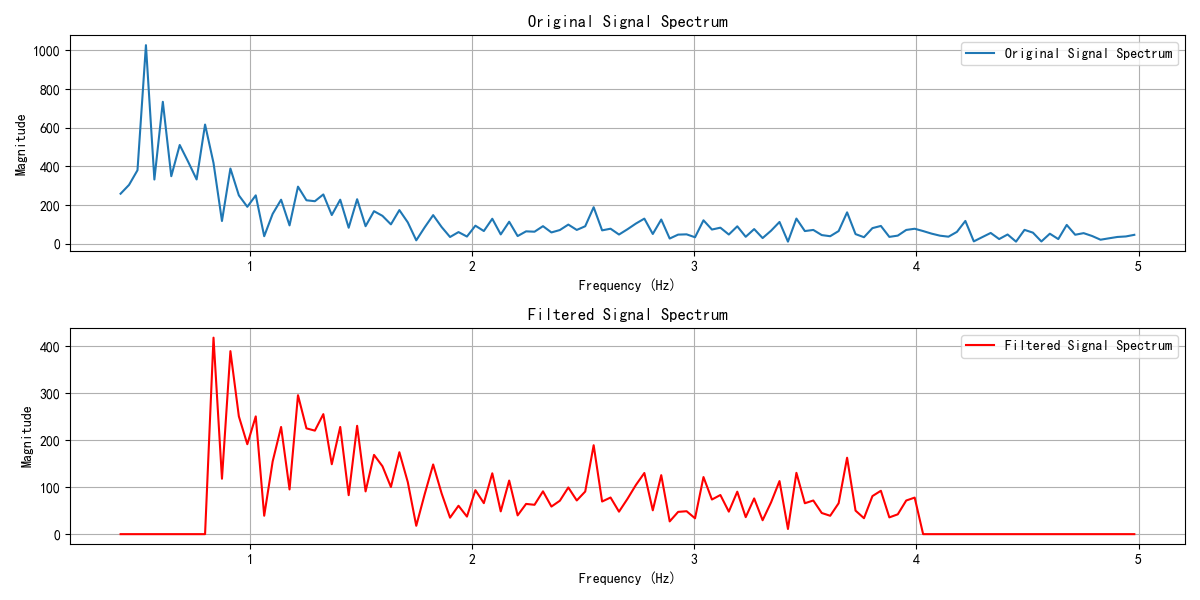 Original Signal Spectrum
1000
800
600
400
200
0
Magnitude
Original Signal Spectrum
1 2 3 4 5
Frequency (Hz)
Filtered Signal Spectrum
400
300
200
100
0
Magnitude
Filtered Signal Spectrum
1 2 3 4 5
Frequency (Hz)